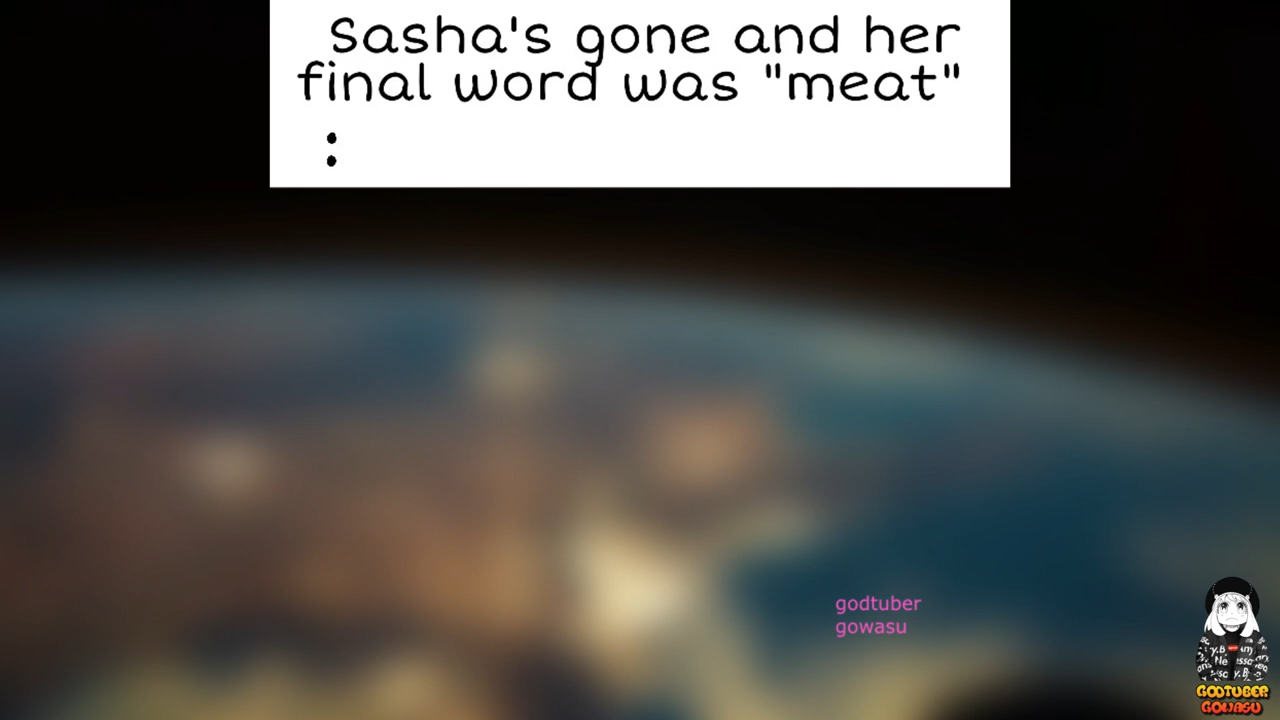 Sasha's gone and her
final word was "meat"
:
godtuber
gowasu
GODTUBER
GOWASU